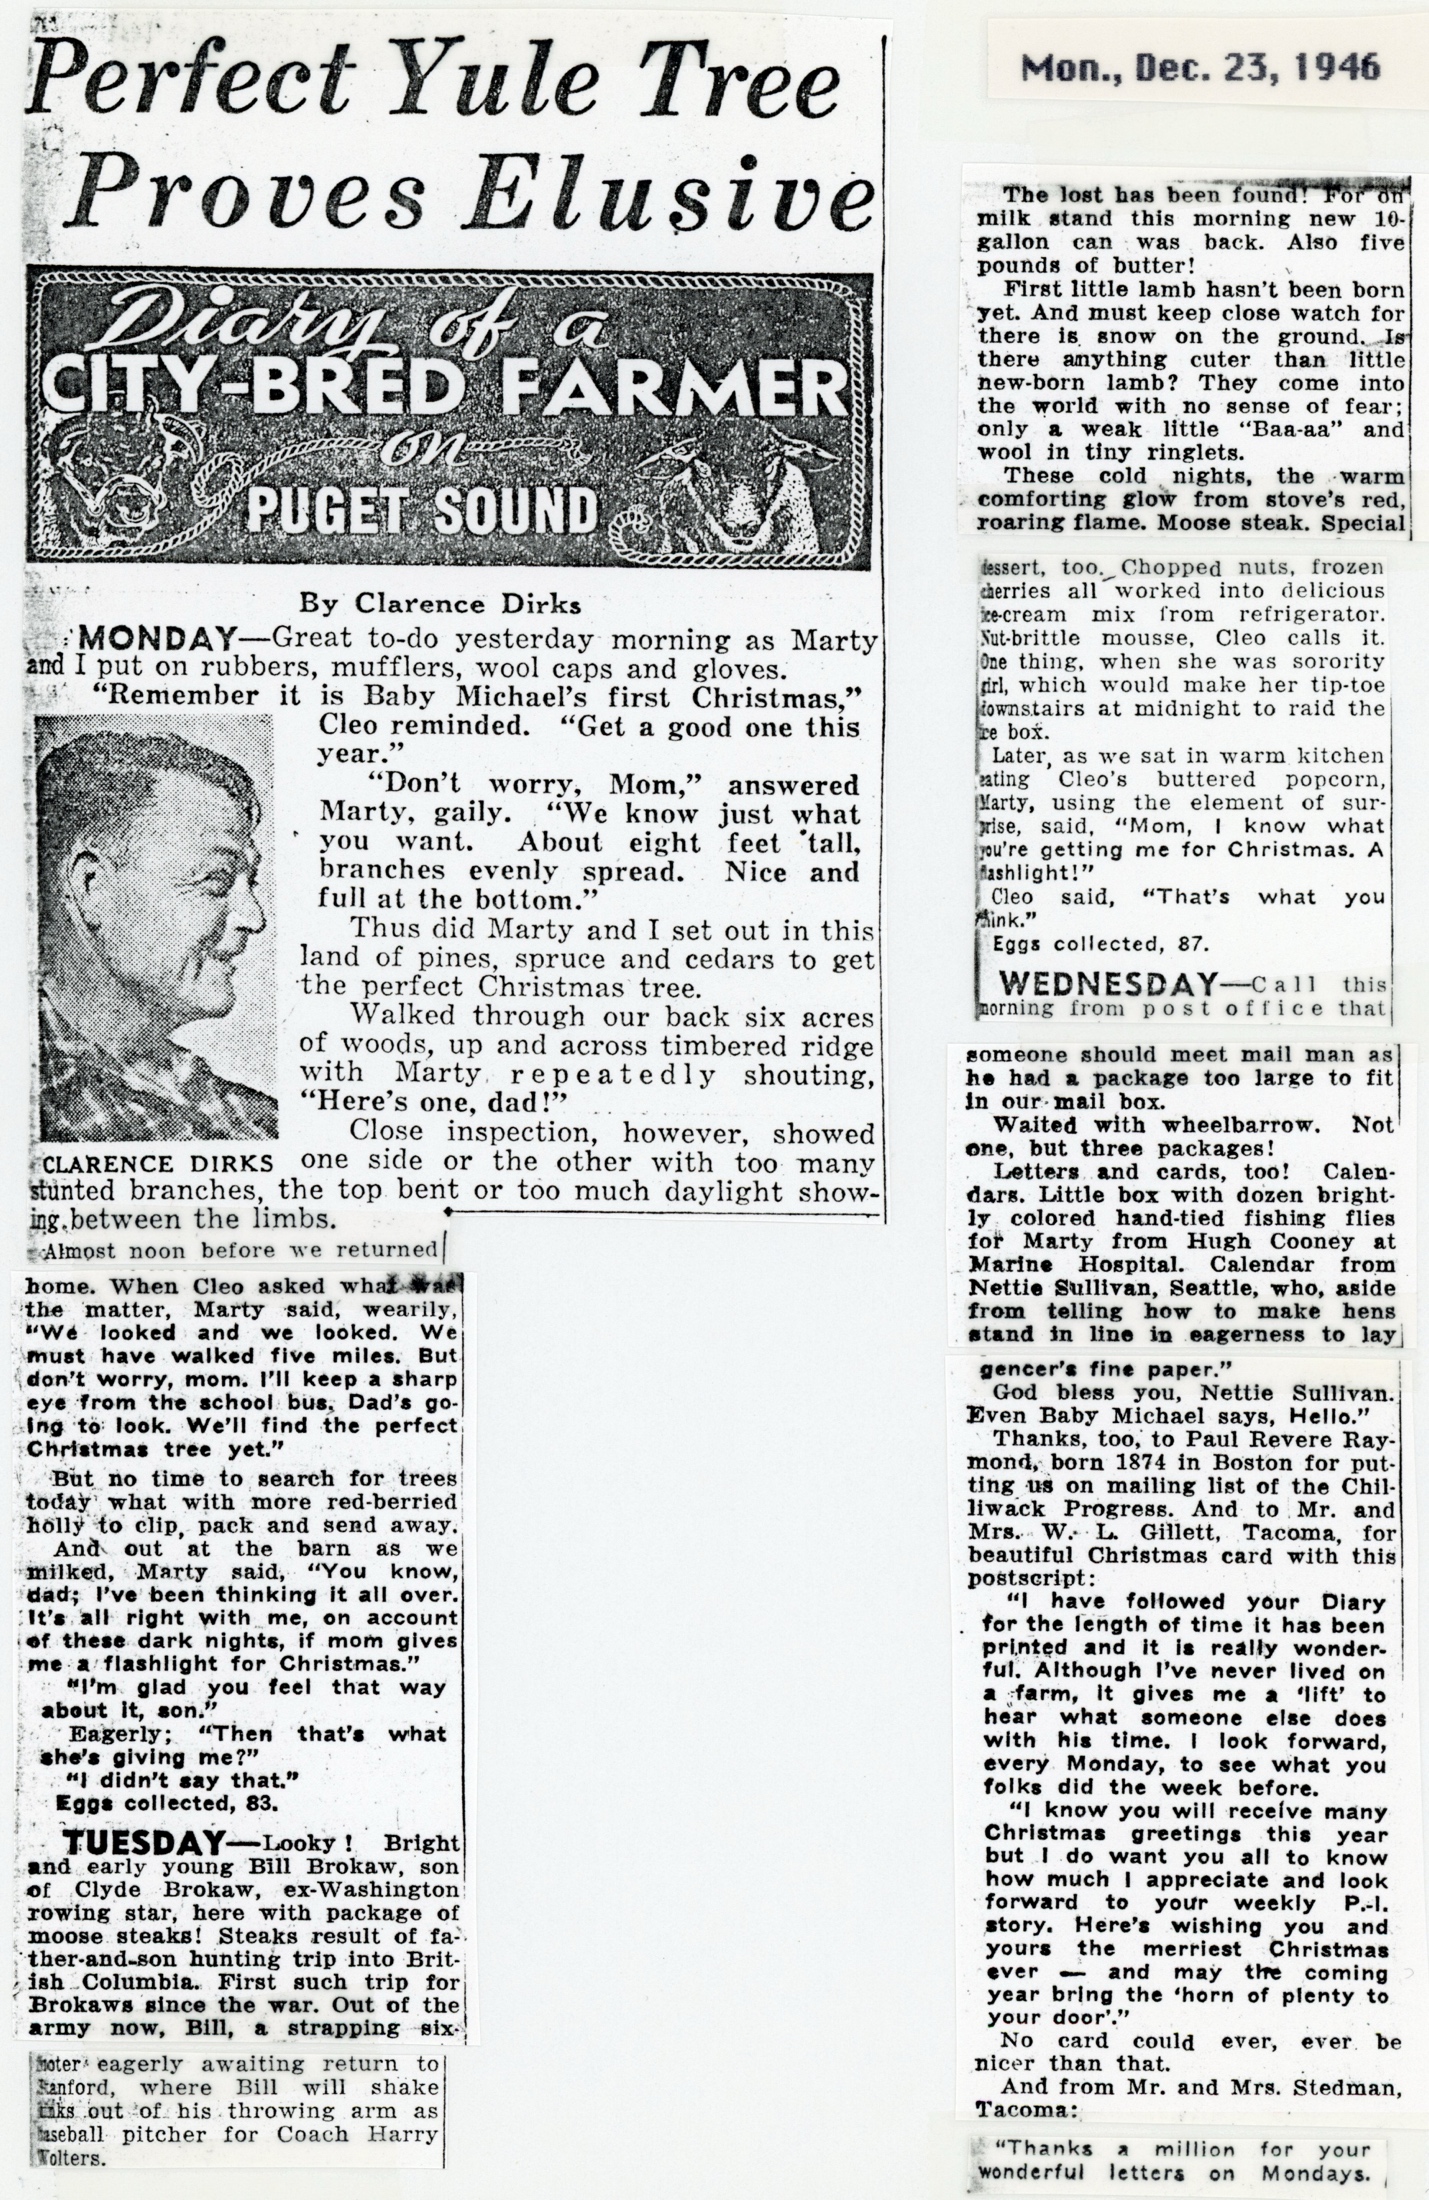 Perfect Yule Tree
Proves Elusive
Diary of a
CITY-BRED FARMER
on
PUGET SOUND
By Clarence Dirks
MONDAY—Great to-do yesterday morning as Marty
and I put on rubbers, mufflers, wool caps and gloves.
"Remember it is Baby Michael's first Christmas,"
Cleo reminded. "Get a good one this
year."
"Don't worry, Mom," answered
Marty, gaily. "We know just what
you want. About eight feet tall,
branches evenly spread. Nice and
full at the bottom."
Thus did Marty and I set out in this
land of pines, spruce and cedars to get
the perfect Christmas tree.
Walked through our back six acres
of woods, up and across timbered ridge
with Marty repeatedly shouting,
"Here's one, dad!"
Close inspection, however, showed
CLARENCE DIRKS
one side or the other with too many
stunted branches, the top bent or too much daylight show-
ing between the limbs.
Almost noon before we returned
home. When Cleo asked what was
the matter, Marty said, wearily,
"We looked and we looked. We
must have walked five miles. But
don't worry, mom. I'll keep a sharp
eye from the school bus. Dad's go-
ing to look. We'll find the perfect
Christmas tree yet."
But no time to search for trees
today what with more red-berried
holly to clip, pack and send away.
And out at the barn as we
milked, Marty said, "You know,
dad; I've been thinking it all over.
It's all right with me, on account
of these dark nights, if mom gives
me a flashlight for Christmas."
"I'm glad you feel that way
about it, son."
Eagerly; "Then that's what
she's giving me?"
"I didn't say that."
Eggs collected, 83.
TUESDAY—Looky! Bright
and early young Bill Brokaw, son
of Clyde Brokaw, ex-Washington
rowing star, here with package of
moose steaks! Steaks result of fa-
ther-and-son hunting trip into Brit-
ish Columbia. First such trip for
Brokaws since the war. Out of the
army now, Bill, a strapping six-
eagerly awaiting return to
Stanford, where Bill will shake
kinks out of his throwing arm as
baseball pitcher for Coach Harry
Wolters.
Mon., Dec. 23, 1946
The lost has been found! For on
milk stand this morning new 10-
gallon can was back. Also five
pounds of butter!
First little lamb hasn't been born
yet. And must keep close watch for
there is snow on the ground. Is
there anything cuter than little
new-born lamb? They come into
the world with no sense of fear;
only a weak little "Baa-aa" and
wool in tiny ringlets.
These cold nights, the warm
comforting glow from stove's red,
roaring flame. Moose steak. Special
dessert, too. Chopped nuts, frozen
cherries all worked into delicious
ice-cream mix from refrigerator.
Nut-brittle mousse, Cleo calls it.
One thing, when she was sorority
girl, which would make her tip-toe
downstairs at midnight to raid the
ice box.
Later, as we sat in warm kitchen
eating Cleo's buttered popcorn,
Marty, using the element of sur-
prise, said, "Mom, I know what
you're getting me for Christmas. A
flashlight!"
Cleo said, "That's what you
think."
Eggs collected, 87.
WEDNESDAY—Call this
morning from post office that
someone should meet mail man as
he had a package too large to fit
in our mail box.
Waited with wheelbarrow. Not
one, but three packages!
Letters and cards, too! Calen-
dars. Little box with dozen bright-
ly colored hand-tied fishing flies
for Marty from Hugh Cooney at
Marine Hospital. Calendar from
Nettie Sullivan, Seattle, who, aside
from telling how to make hens
stand in line in eagerness to lay
gencer's fine paper."
God bless you, Nettie Sullivan.
Even Baby Michael says, Hello."
Thanks, too, to Paul Revere Ray-
mond, born 1874 in Boston for put-
ting us on mailing list of the Chil-
liwack Progress. And to Mr. and
Mrs. W. L. Gillett, Tacoma, for
beautiful Christmas card with this
postscript:
"I have followed your Diary
for the length of time it has been
printed and it is really wonder-
ful. Although I've never lived on
a farm, it gives me a 'lift' to
hear what someone else does
with his time. I look forward,
every Monday, to see what you
folks did the week before.
"I know you will receive many
Christmas greetings this year
but I do want you all to know
how much I appreciate and look
forward to your weekly P.-I.
story. Here's wishing you and
yours the merriest Christmas
ever — and may the coming
year bring the 'horn of plenty to
your door'."
No card could ever, ever be
nicer than that.
And from Mr. and Mrs. Stedman,
Tacoma:
"Thanks a million for your
wonderful letters on Mondays.